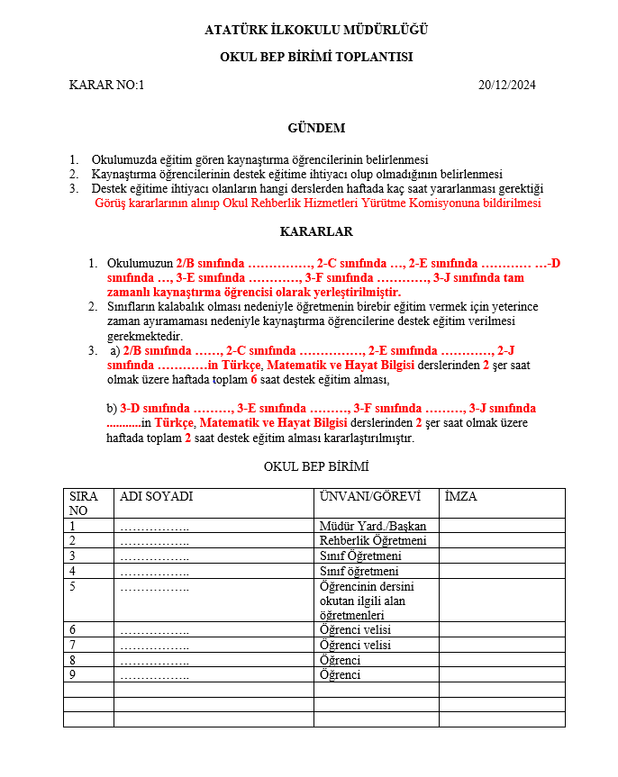 ATATÜRK İLKOKULU MÜDÜRLÜĞÜ
OKUL BEP BİRİMİ TOPLANTISI
KARAR NO:1 20/12/2024
GÜNDEM
1. Okulumuzda eğitim gören kaynaştırma öğrencilerinin belirlenmesi
2. Kaynaştırma öğrencilerinin destek eğitime ihtiyacı olup olmadığının belirlenmesi
3. Destek eğitime ihtiyacı olanların hangi derslerden haftada kaç saat yararlanması gerektiği
Görüş kararlarının alınıp Okul Rehberlik Hizmetleri Yürütme Komisyonuna bildirilmesi
KARARLAR
1. Okulumuzun 2/B sınıfında ……………, 2-C sınıfında …, 2-E sınıfında ………… …-D
sınıfında …, 3-E sınıfında …………, 3-F sınıfında …………, 3-J sınıfında tam
zamanlı kaynaştırma öğrencisi olarak yerleştirilmiştir.
2. Sınıfların kalabalık olması nedeniyle öğretmenin birebir eğitim vermek için yeterince
zaman ayıramaması nedeniyle kaynaştırma öğrencilerine destek eğitim verilmesi
gerekmektedir.
3. a) 2/B sınıfında ……, 2-C sınıfında ……………, 2-E sınıfında …………, 2-J
sınıfında …………in Türkçe, Matematik ve Hayat Bilgisi derslerinden 2 şer saat
olmak üzere haftada toplam 6 saat destek eğitim alması,
b) 3-D sınıfında ………, 3-E sınıfında ………, 3-F sınıfında ………, 3-J sınıfında
...........in Türkçe, Matematik ve Hayat Bilgisi derslerinden 2 şer saat olmak üzere
haftada toplam 2 saat destek eğitim alması kararlaştırılmıştır.
OKUL BEP BİRİMİ
SIRA NO ADI SOYADI ÜNVANI/GÖREVİ İMZA
1 …………….. Müdür Yard./Başkan
2 …………….. Rehberlik Öğretmeni
3 …………….. Sınıf Öğretmeni
4 …………….. Sınıf öğretmeni
5 …………….. Öğrencinin dersini
okutan ilgili alan
öğretmenleri
6 …………….. Öğrenci velisi
7 …………….. Öğrenci velisi
8 …………….. Öğrenci
9 …………….. Öğrenci